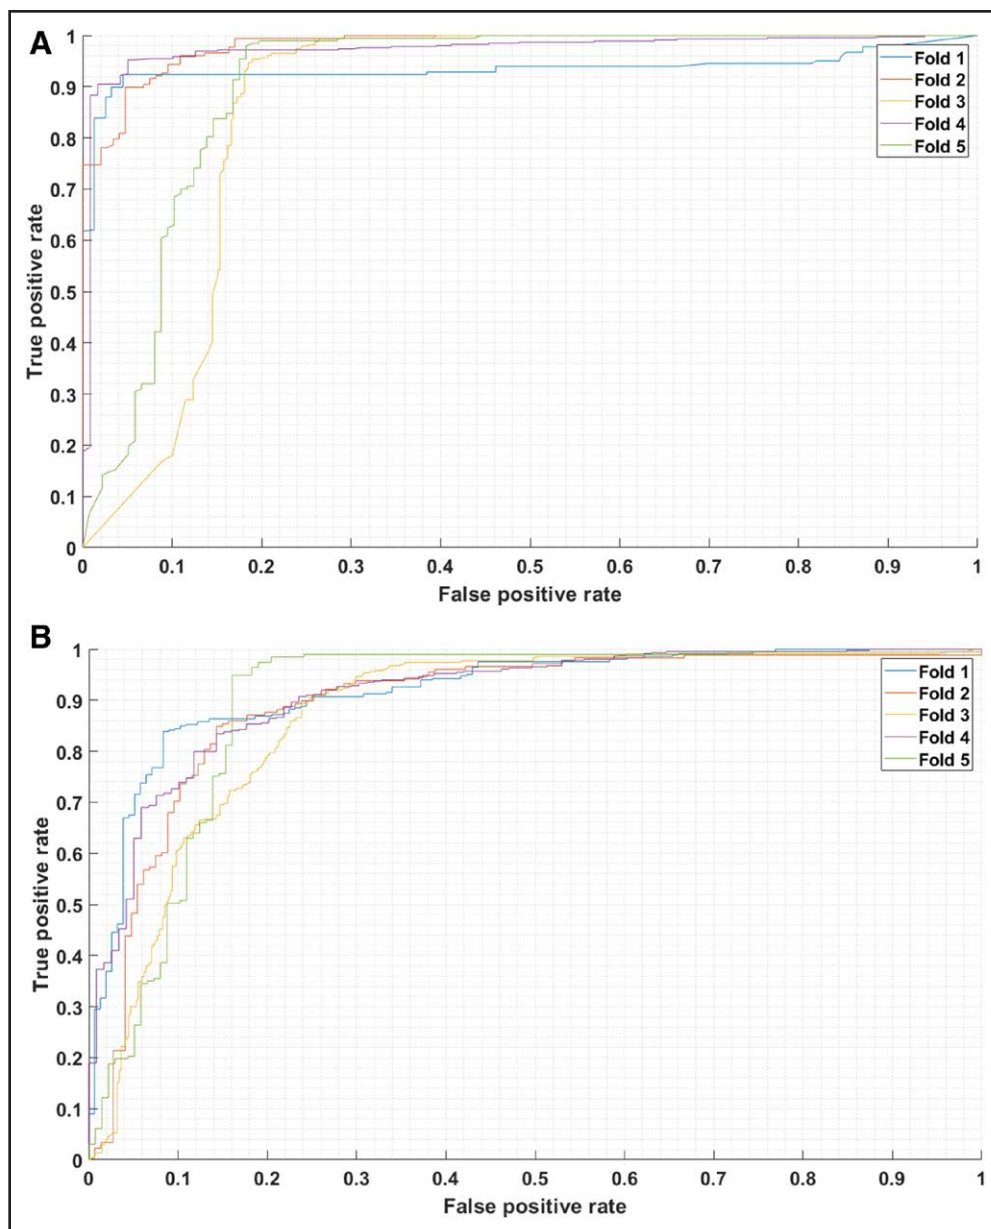 A
1
0.9
0.8
0.7
0.6
0.5
0.4
0.3
0.2
0.1
0
True positive rate
Fold 1
Fold 2
Fold 3
Fold 4
Fold 5
0 0.1 0.2 0.3 0.4 0.5 0.6 0.7 0.8 0.9 1
False positive rate
B
1
0.9
0.8
0.7
0.6
0.5
0.4
0.3
0.2
0.1
0
True positive rate
Fold 1
Fold 2
Fold 3
Fold 4
Fold 5
0 0.1 0.2 0.3 0.4 0.5 0.6 0.7 0.8 0.9 1
False positive rate